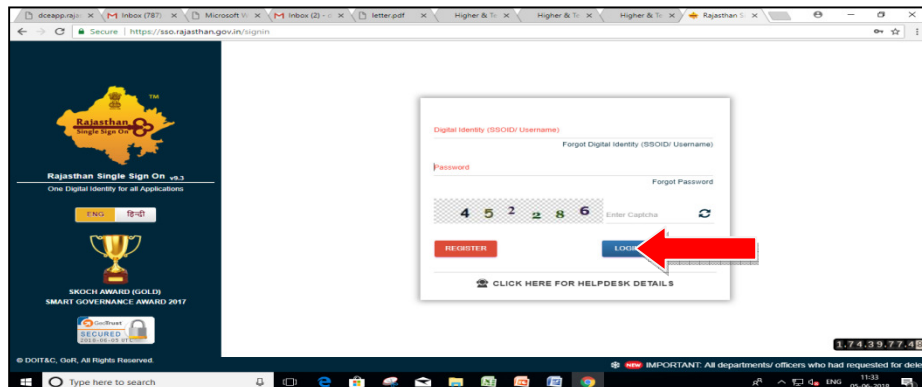 dceapp.raja:
Inbox (787)
Microsoft V
Inbox (2) -
letter.pdf
Higher & Te
Higher & Te
Higher & Te
Rajasthan S
Secure | https://sso.rajasthan.gov.in/signin
TM
Rajasthan
Single Sign On
Rajasthan Single Sign On v9.3
One Digital Identity for all Applications
ENG हिन्दी
SKOCH AWARD (GOLD)
SMART GOVERNANCE AWARD 2017
GeoTrust
SECURED
© DOIT&C, GoR, All Rights Reserved.
Digital Identity (SSOID/ Username)
Forgot Digital Identity (SSOID/ Username)
Password
Forgot Password
4 5 2 2 8 6 Enter Captcha
REGISTER LOGIN
CLICK HERE FOR HELPDESK DETAILS
1.74.39.77.4
NEW IMPORTANT: All departments/ officers who had requested for dele
Type here to search
ENG
11:33
05-06-2018